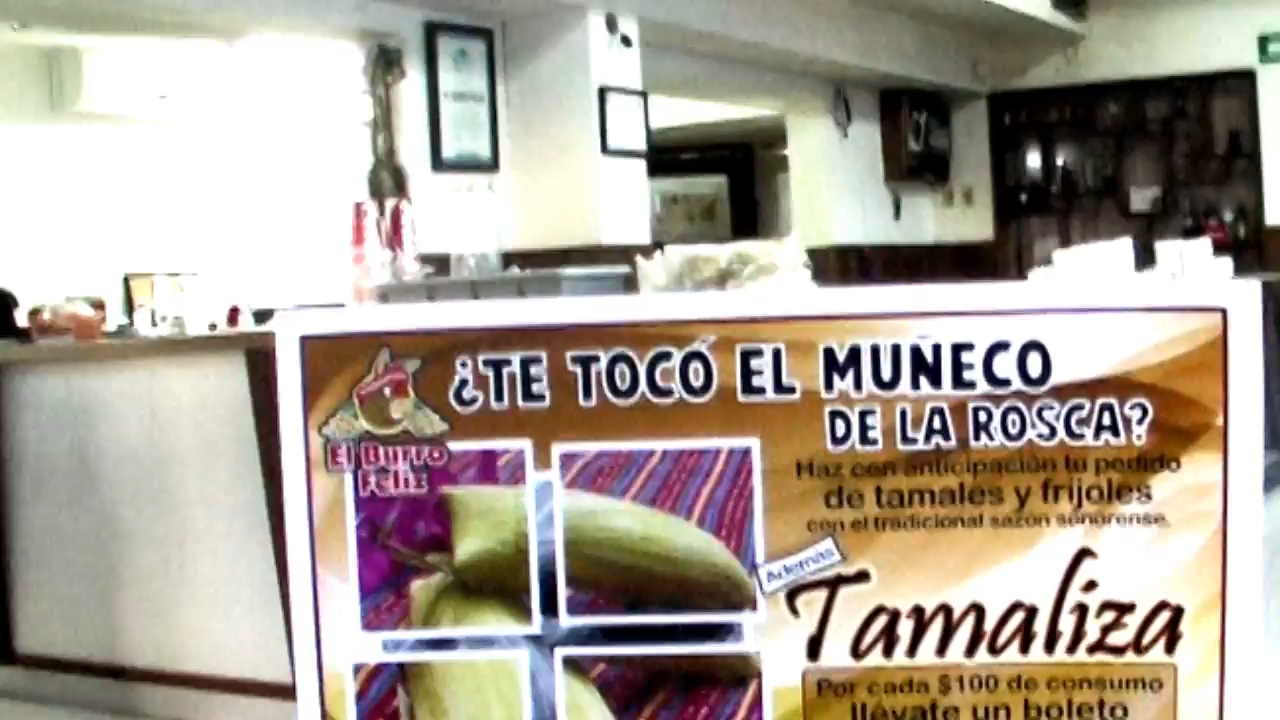 ¿TE TOCÓ EL MUÑECO
DE LA ROSCA?
El Burro
Feliz
Haz con anticipación tu pedido
de tamales y frijoles
con el tradicional sazón sonorense.
Además
Tamaliza
Por cada $100 de consumo
llévate un boleto